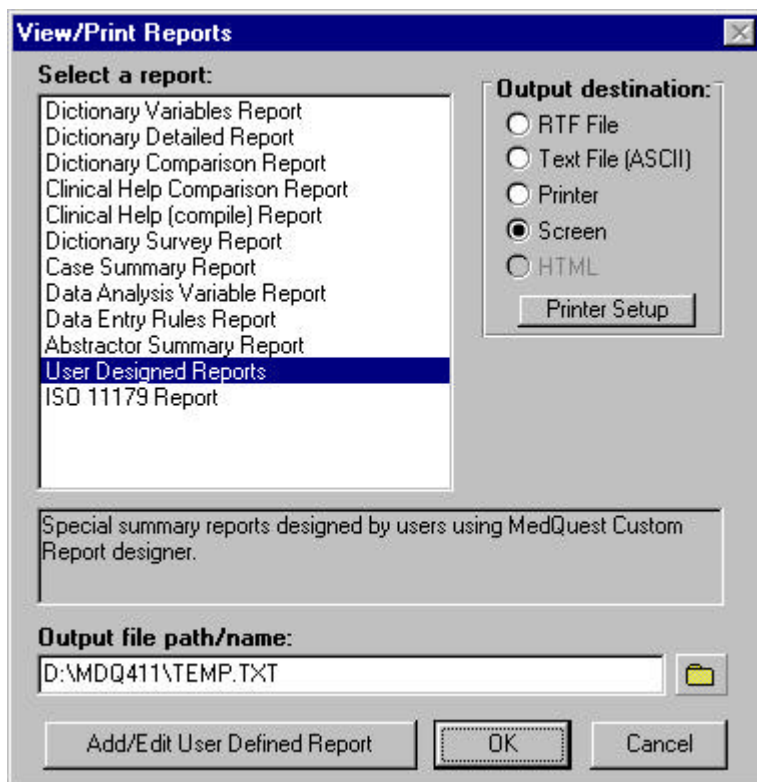 View/Print Reports
Select a report:
Dictionary Variables Report
Dictionary Detailed Report
Dictionary Comparison Report
Clinical Help Comparison Report
Clinical Help (compile) Report
Dictionary Survey Report
Case Summary Report
Data Analysis Variable Report
Data Entry Rules Report
Abstractor Summary Report
User Designed Reports
ISO 11179 Report
Output destination:
RTF File
Text File (ASCII)
Printer
Screen
HTML
Printer Setup
Special summary reports designed by users using MedQuest Custom
Report designer.
Output file path/name:
D:\MDQ411\TEMP.TXT
Add/Edit User Defined Report
OK
Cancel